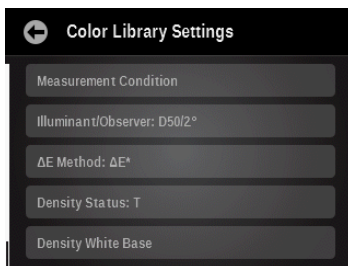 Color Library Settings
Measurement Condition
Illuminant/Observer: D50/2°
ΔE Method: ΔE*
Density Status: T
Density White Base